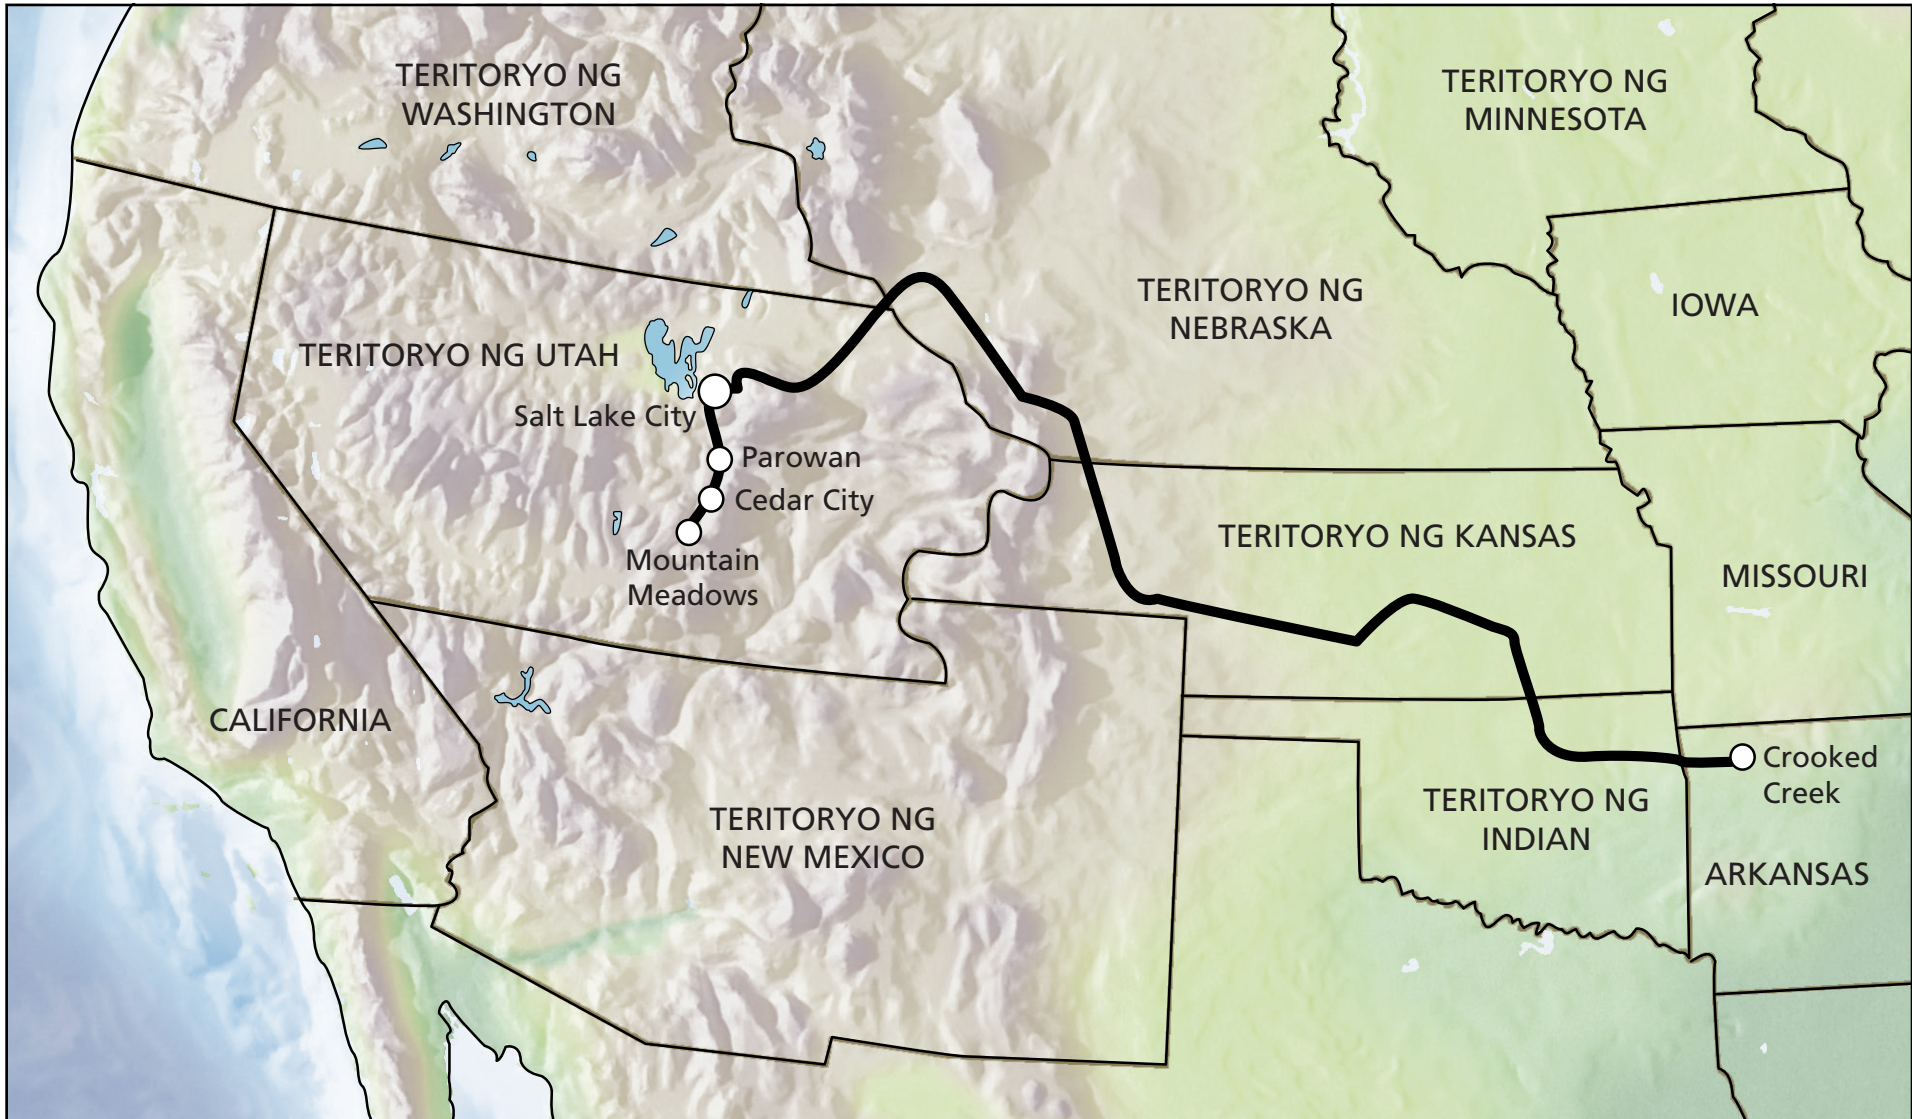 TERITORYO NG
WASHINGTON
TERITORYO NG
MINNESOTA
TERITORYO NG
NEBRASKA
IOWA
TERITORYO NG UTAH
Salt Lake City
Parowan
Cedar City
Mountain
Meadows
TERITORYO NG KANSAS
MISSOURI
CALIFORNIA
Crooked
Creek
TERITORYO NG
INDIAN
TERITORYO NG
NEW MEXICO
ARKANSAS